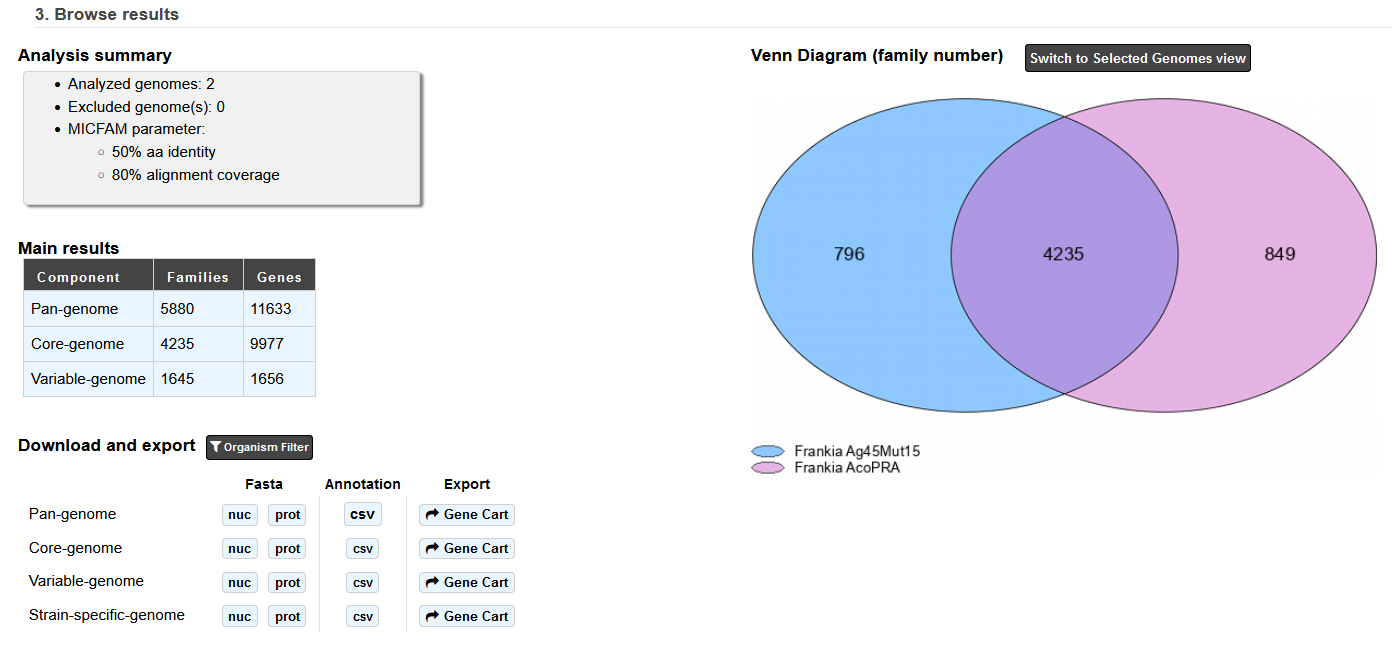 3. Browse results
Analysis summary
Analyzed genomes: 2
Excluded genome(s): 0
MICFAM parameter:
50% aa identity
80% alignment coverage
Main results
Component Families Genes
Pan-genome 5880 11633
Core-genome 4235 9977
Variable-genome 1645 1656
Download and export Organism Filter
Fasta Annotation Export
Pan-genome nuc prot csv Gene Cart
Core-genome nuc prot csv Gene Cart
Variable-genome nuc prot csv Gene Cart
Strain-specific-genome nuc prot csv Gene Cart
Venn Diagram (family number) Switch to Selected Genomes view
796 4235 849
Frankia Ag45Mut15
Frankia AcoPRA